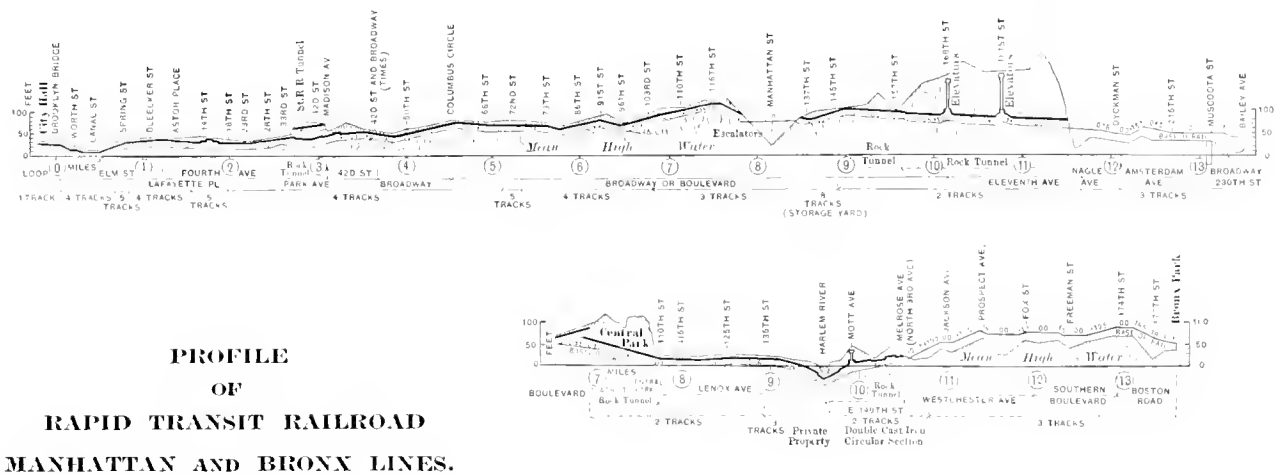 FEET
100
50
0
City Hall
BROOKLYN BRIDGE
WORTH ST
CANAL ST
SPRING ST
BLEECKER ST
ASTOR PLACE
14TH ST
18TH ST
23RD ST
28TH ST
33RD ST
St. R R Tunnel
MADISON AV
42D ST AND BROADWAY
(TIMES)
50TH ST
COLUMBUS CIRCLE
66TH ST
72ND ST
79TH ST
86TH ST
91ST ST
96TH ST
103RD ST
110TH ST
116TH ST
MANHATTAN ST
137TH ST
145TH ST
157TH ST
168TH ST
Elevators
181ST ST
Elevators
DYCKMAN ST
215TH ST
MUSCOOTA ST
BAILEY AVE
100
50
0
Escalators
Mean High Water
LOOP (0) MILES (1) (2) (3) (4) (5) (6) (7) (8) (9) (10) (11) (12) (13)
Rock Tunnel
Rock Tunnel
Rock Tunnel
ELM ST
LAFAYETTE PL
FOURTH AVE
PARK AVE
42D ST
BROADWAY
BROADWAY OR BOULEVARD
ELEVENTH AVE
NAGLE AVE
AMSTERDAM AVE
BROADWAY
230TH ST
1 TRACK
4 TRACKS
5 TRACKS
4 TRACKS
5 TRACKS
4 TRACKS
5 TRACKS
4 TRACKS
3 TRACKS
8 TRACKS
(STORAGE YARD)
2 TRACKS
3 TRACKS
100
50
0
FEET
Central Park
110TH ST
116TH ST
125TH ST
135TH ST
HARLEM RIVER
MOTT AVE
MELROSE AVE
(NORTH 3RD AVE)
JACKSON AVE
PROSPECT AVE
FOX ST
FREEMAN ST
174TH ST
177TH ST
Bronx Park
100
50
0
BASE OF RAIL
Mean High Water
(7) MILES (8) (9) (10) (11) (12) (13)
BOULEVARD
Rock Tunnel
LENOX AVE
Rock Tunnel
E 149TH ST
WESTCHESTER AVE
SOUTHERN BOULEVARD
BOSTON ROAD
2 TRACKS
3 TRACKS
Private Property
2 TRACKS
Double Cast Iron
Circular Section
3 TRACKS
PROFILE
OF
RAPID TRANSIT RAILROAD
MANHATTAN AND BRONX LINES.